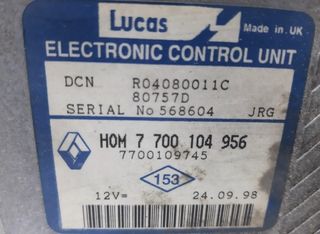 Lucas
Made in UK
ELECTRONIC CONTROL UNIT
DCN R04080011C
80757D
SERIAL No 568604 JRG
HOM 7 700 104 956
7700109745
153
12V= 24.09.98